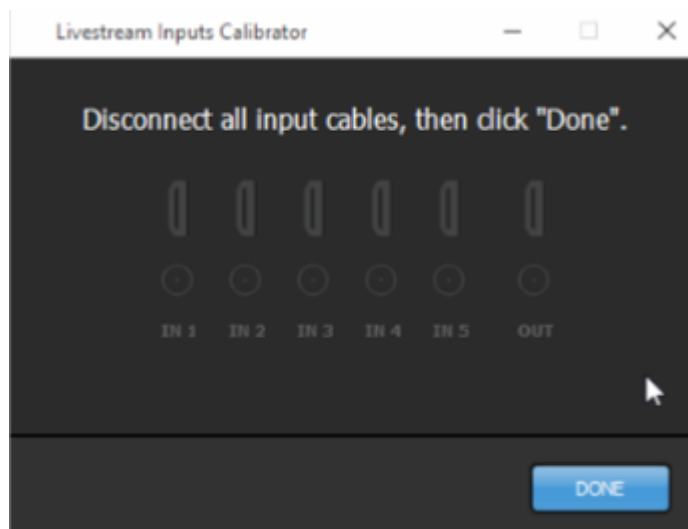 Livestream Inputs Calibrator
Disconnect all input cables, then click "Done".
IN 1 IN 2 IN 3 IN 4 IN 5 OUT
DONE